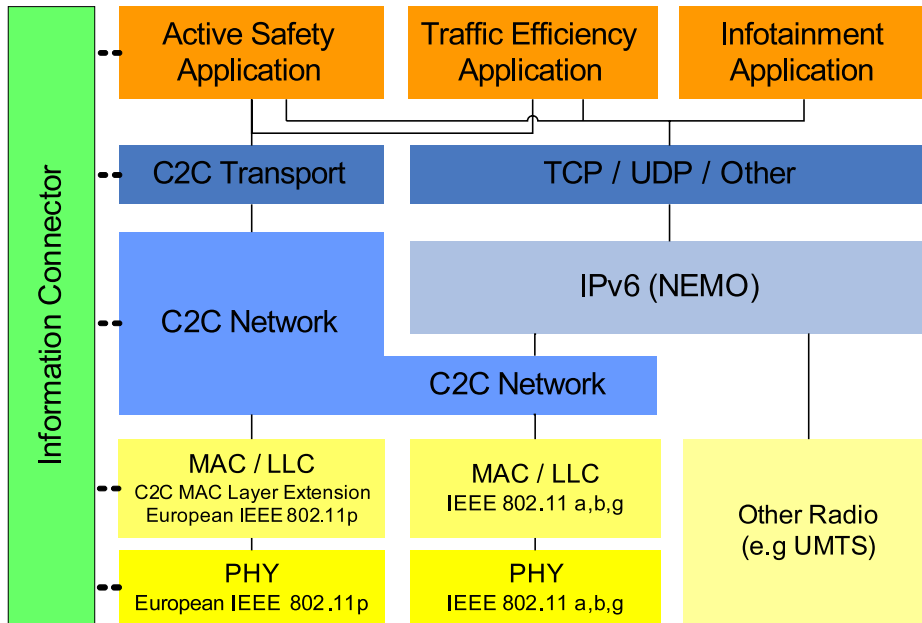 Information Connector
Active Safety
Application
Traffic Efficiency
Application
Infotainment
Application
C2C Transport
TCP / UDP / Other
C2C Network
IPv6 (NEMO)
C2C Network
MAC / LLC
C2C MAC Layer Extension
European IEEE 802.11p
MAC / LLC
IEEE 802.11 a,b,g
Other Radio
(e.g UMTS)
PHY
European IEEE 802.11p
PHY
IEEE 802.11 a,b,g